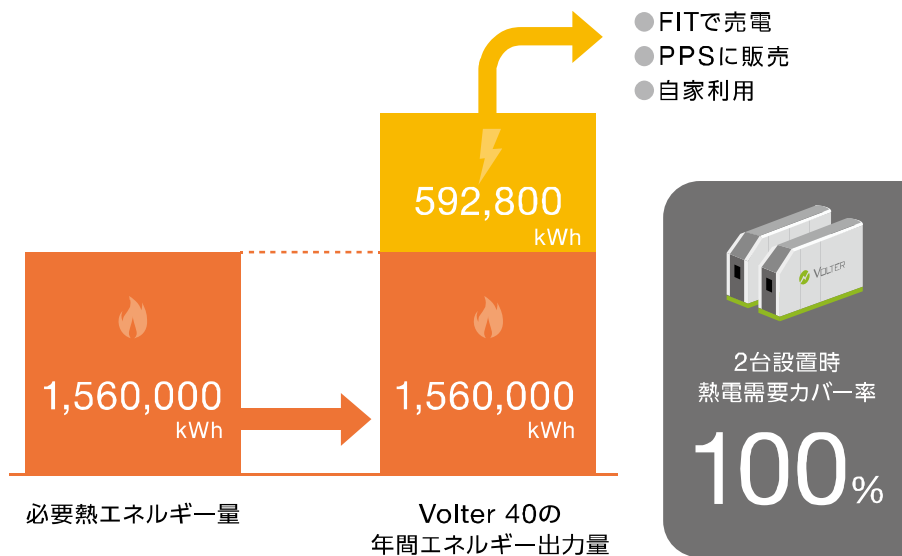 ●FITで売電
●PPSに販売
●自家利用
592,800
kWh
1,560,000
kWh
1,560,000
kWh
必要熱エネルギー量
Volter 40の
年間エネルギー出力量
VOLTER
2台設置時
熱電需要カバー率
100%